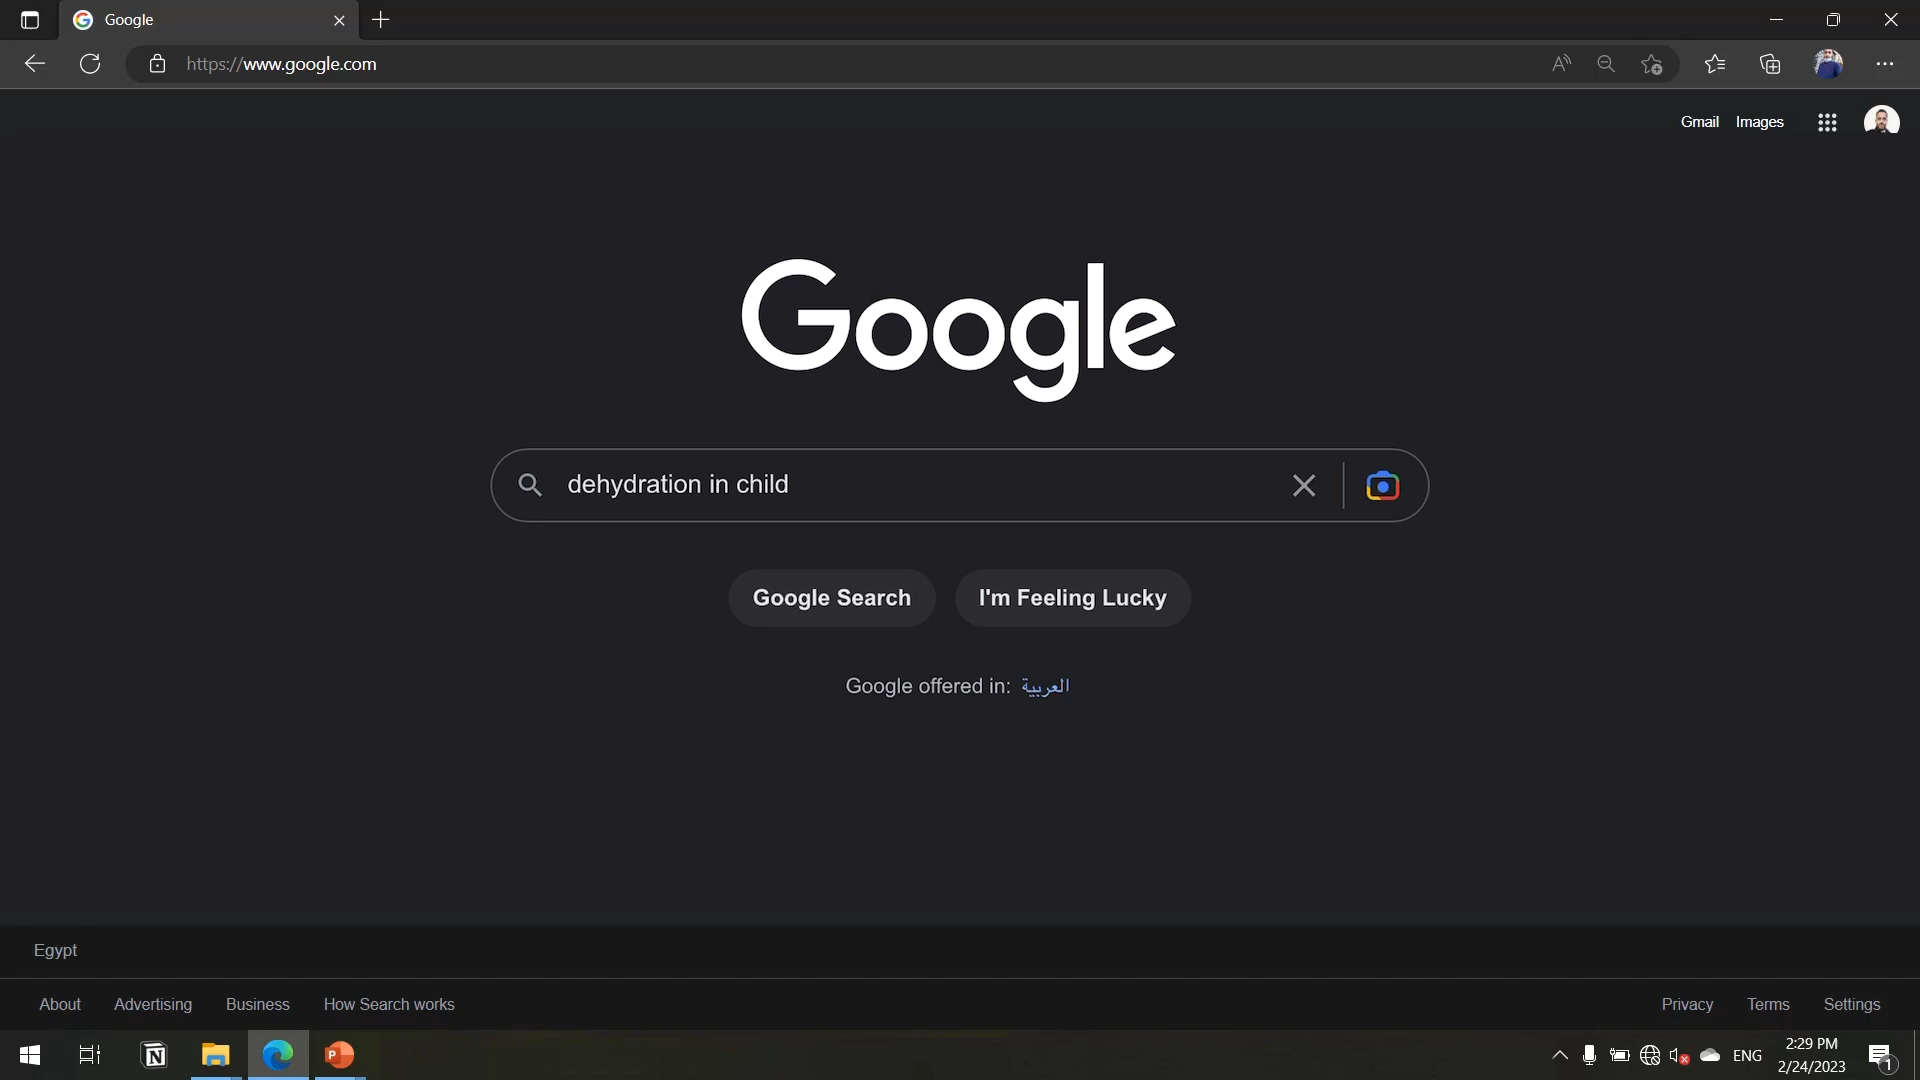 Google
https://www.google.com
Gmail Images
Google
dehydration in child
Google Search I'm Feeling Lucky
Google offered in: العربية
Egypt
About Advertising Business How Search works Privacy Terms Settings
ENG 2:29 PM
2/24/2023
1